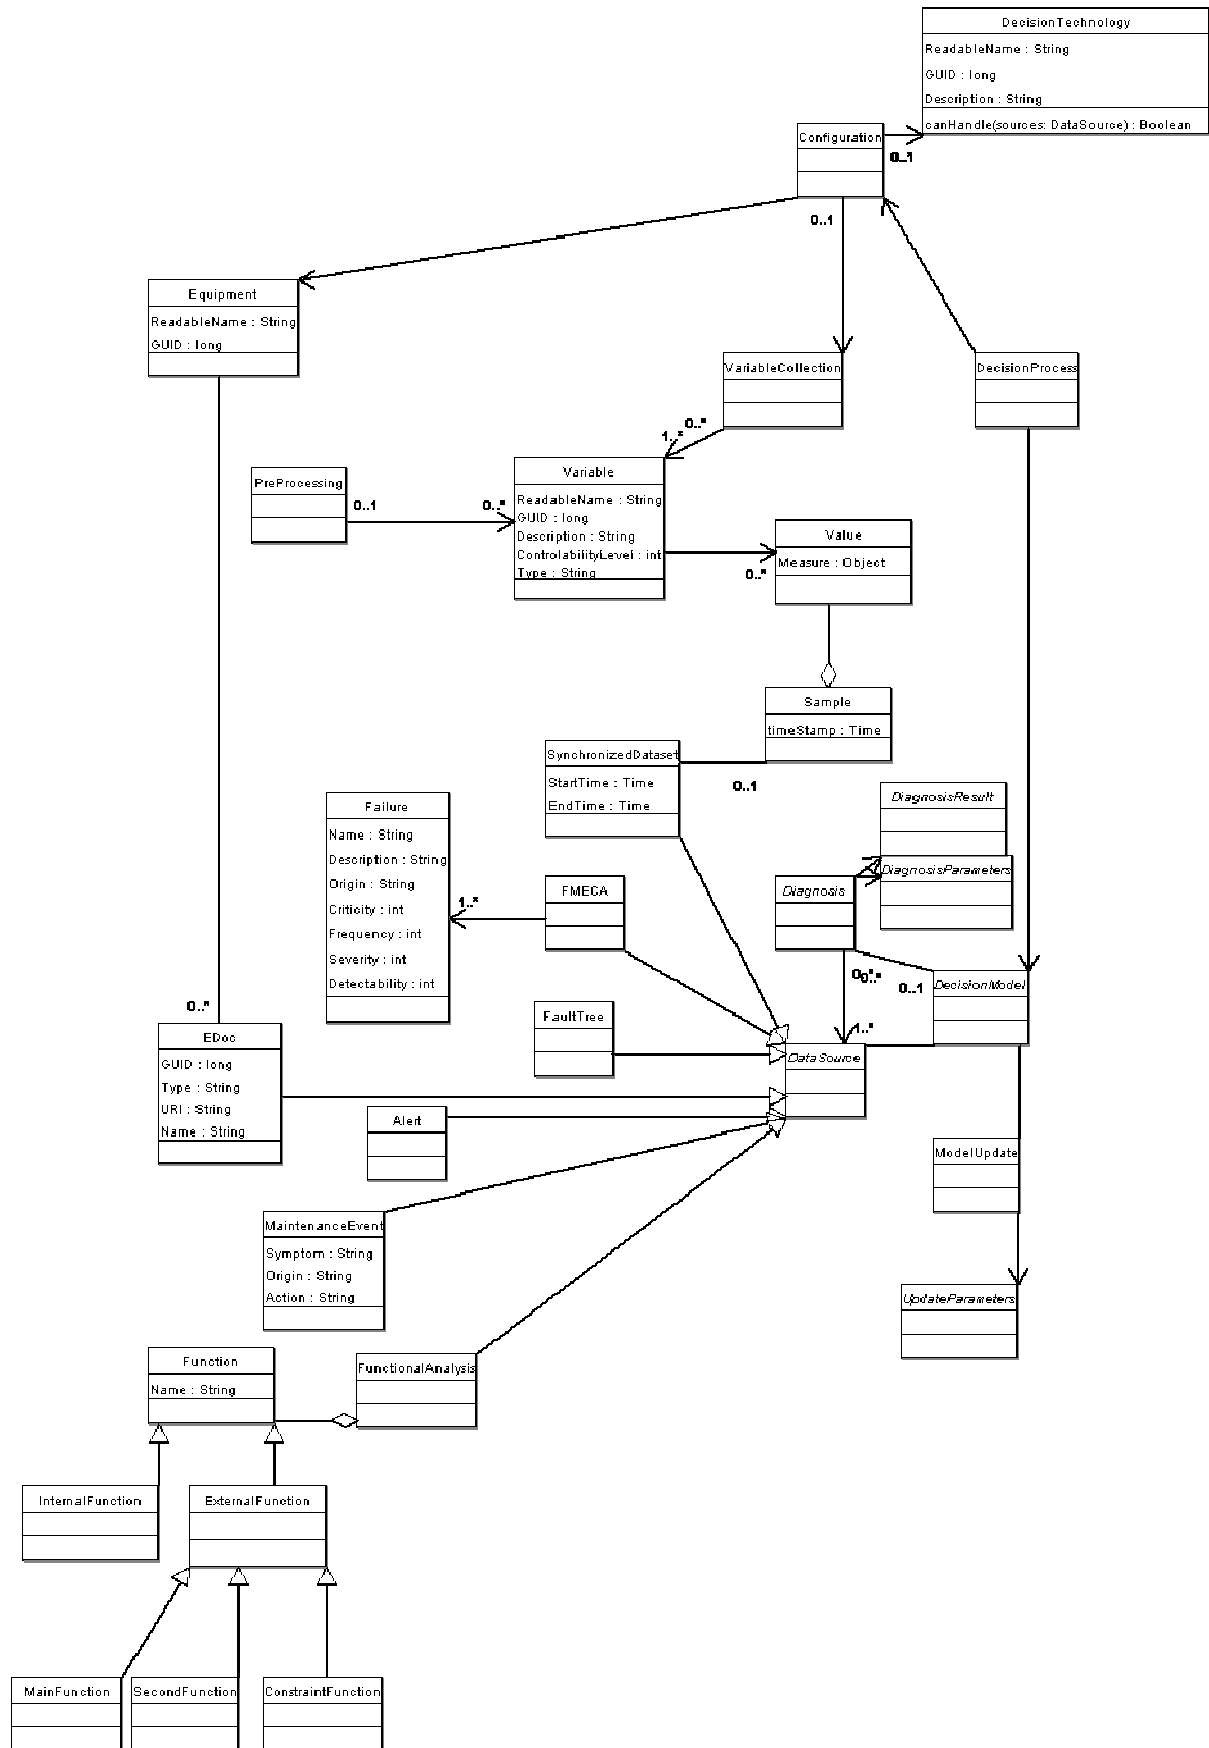 DecisionTechnology
ReadableName : String
GUID : long
Description : String
canHandle(sources: DataSource) : Boolean
Configuration
0..1
0..1
Equipment
ReadableName : String
GUID : long
VariableCollection
DecisionProcess
0..*
1..*
PreProcessing
0..1
0..*
Variable
ReadableName : String
GUID : long
Description : String
ControlabilityLevel : int
Type : String
Value
Measure : Object
0..*
Sample
timeStamp : Time
SynchronizedDataset
StartTime : Time
EndTime : Time
0..1
DiagnosisResult
Failure
Name : String
Description : String
Origin : String
Criticity : int
Frequency : int
Severity : int
Detectability : int
1..*
FMECA
Diagnosis
DiagnosisParameters
0..*
0..1
DecisionModel
0..*
EDoc
GUID : long
Type : String
URI : String
Name : String
FaultTree
1..*
DataSource
Alert
ModelUpdate
MaintenanceEvent
Symptom : String
Origin : String
Action : String
UpdateParameters
Function
Name : String
FunctionalAnalysis
InternalFunction
ExternalFunction
MainFunction
SecondFunction
ConstraintFunction